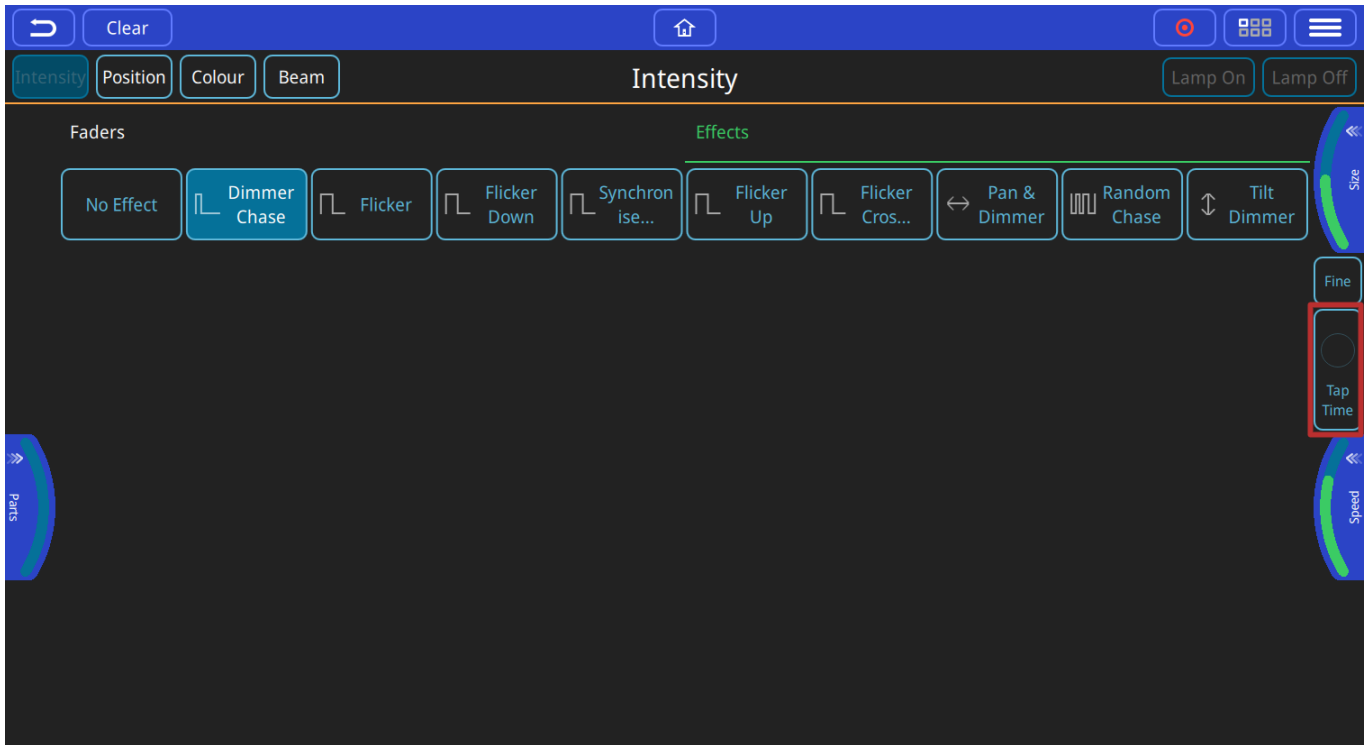 Clear
Intensity Position Colour Beam Intensity Lamp On Lamp Off
Faders Effects
Size
No Effect
Dimmer
Chase
Flicker
Flicker
Down
Synchron
ise...
Flicker
Up
Flicker
Cros...
Pan &
Dimmer
Random
Chase
Tilt
Dimmer
Fine
Tap
Time
Parts
Speed